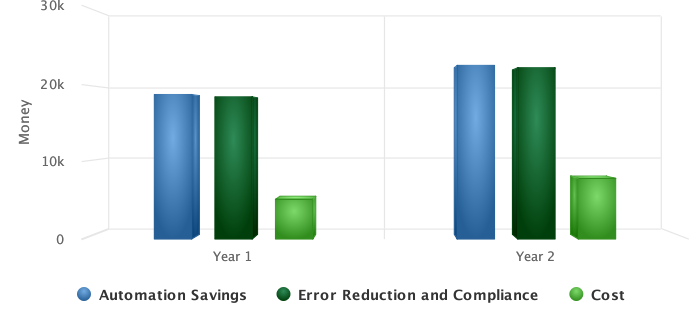 30k
20k
10k
0
Money
Year 1
Year 2
Automation Savings
Error Reduction and Compliance
Cost